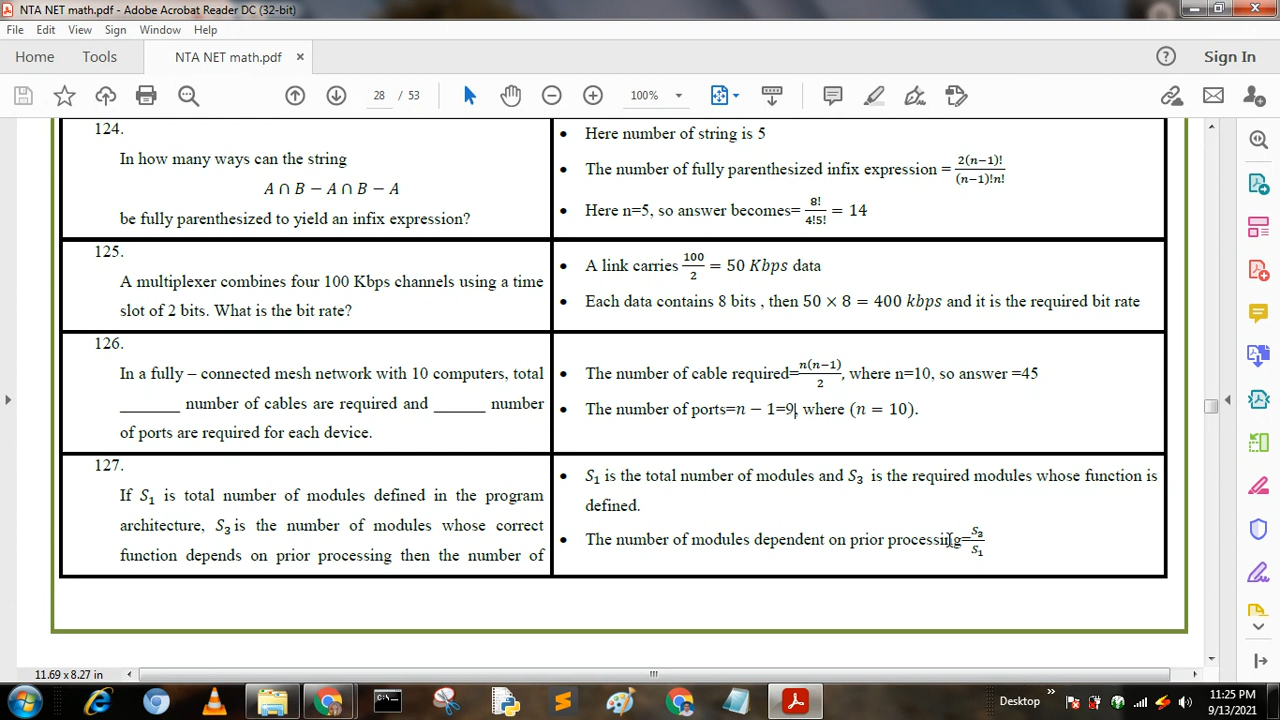 NTA NET math.pdf - Adobe Acrobat Reader DC (32-bit)
File Edit View Sign Window Help
Home Tools NTA NET math.pdf × Sign In
28 / 53 100%
124.
In how many ways can the string
A ∩ B − A ∩ B − A
be fully parenthesized to yield an infix expression?
• Here number of string is 5
• The number of fully parenthesized infix expression = 2(n−1)!/(n−1)!n!
• Here n=5, so answer becomes= 8!/4!5! = 14
125.
A multiplexer combines four 100 Kbps channels using a time
slot of 2 bits. What is the bit rate?
• A link carries 100/2 = 50 Kbps data
• Each data contains 8 bits , then 50 × 8 = 400 kbps and it is the required bit rate
126.
In a fully – connected mesh network with 10 computers, total
_______ number of cables are required and ______ number
of ports are required for each device.
• The number of cable required=n(n−1)/2, where n=10, so answer =45
• The number of ports=n − 1=9, where (n = 10).
127.
If S₁ is total number of modules defined in the program
architecture, S₃ is the number of modules whose correct
function depends on prior processing then the number of
• S₁ is the total number of modules and S₃ is the required modules whose function is
defined.
• The number of modules dependent on prior processing=S₃/S₁
11.69 x 8.27 in
Desktop
11:25 PM
9/13/2021